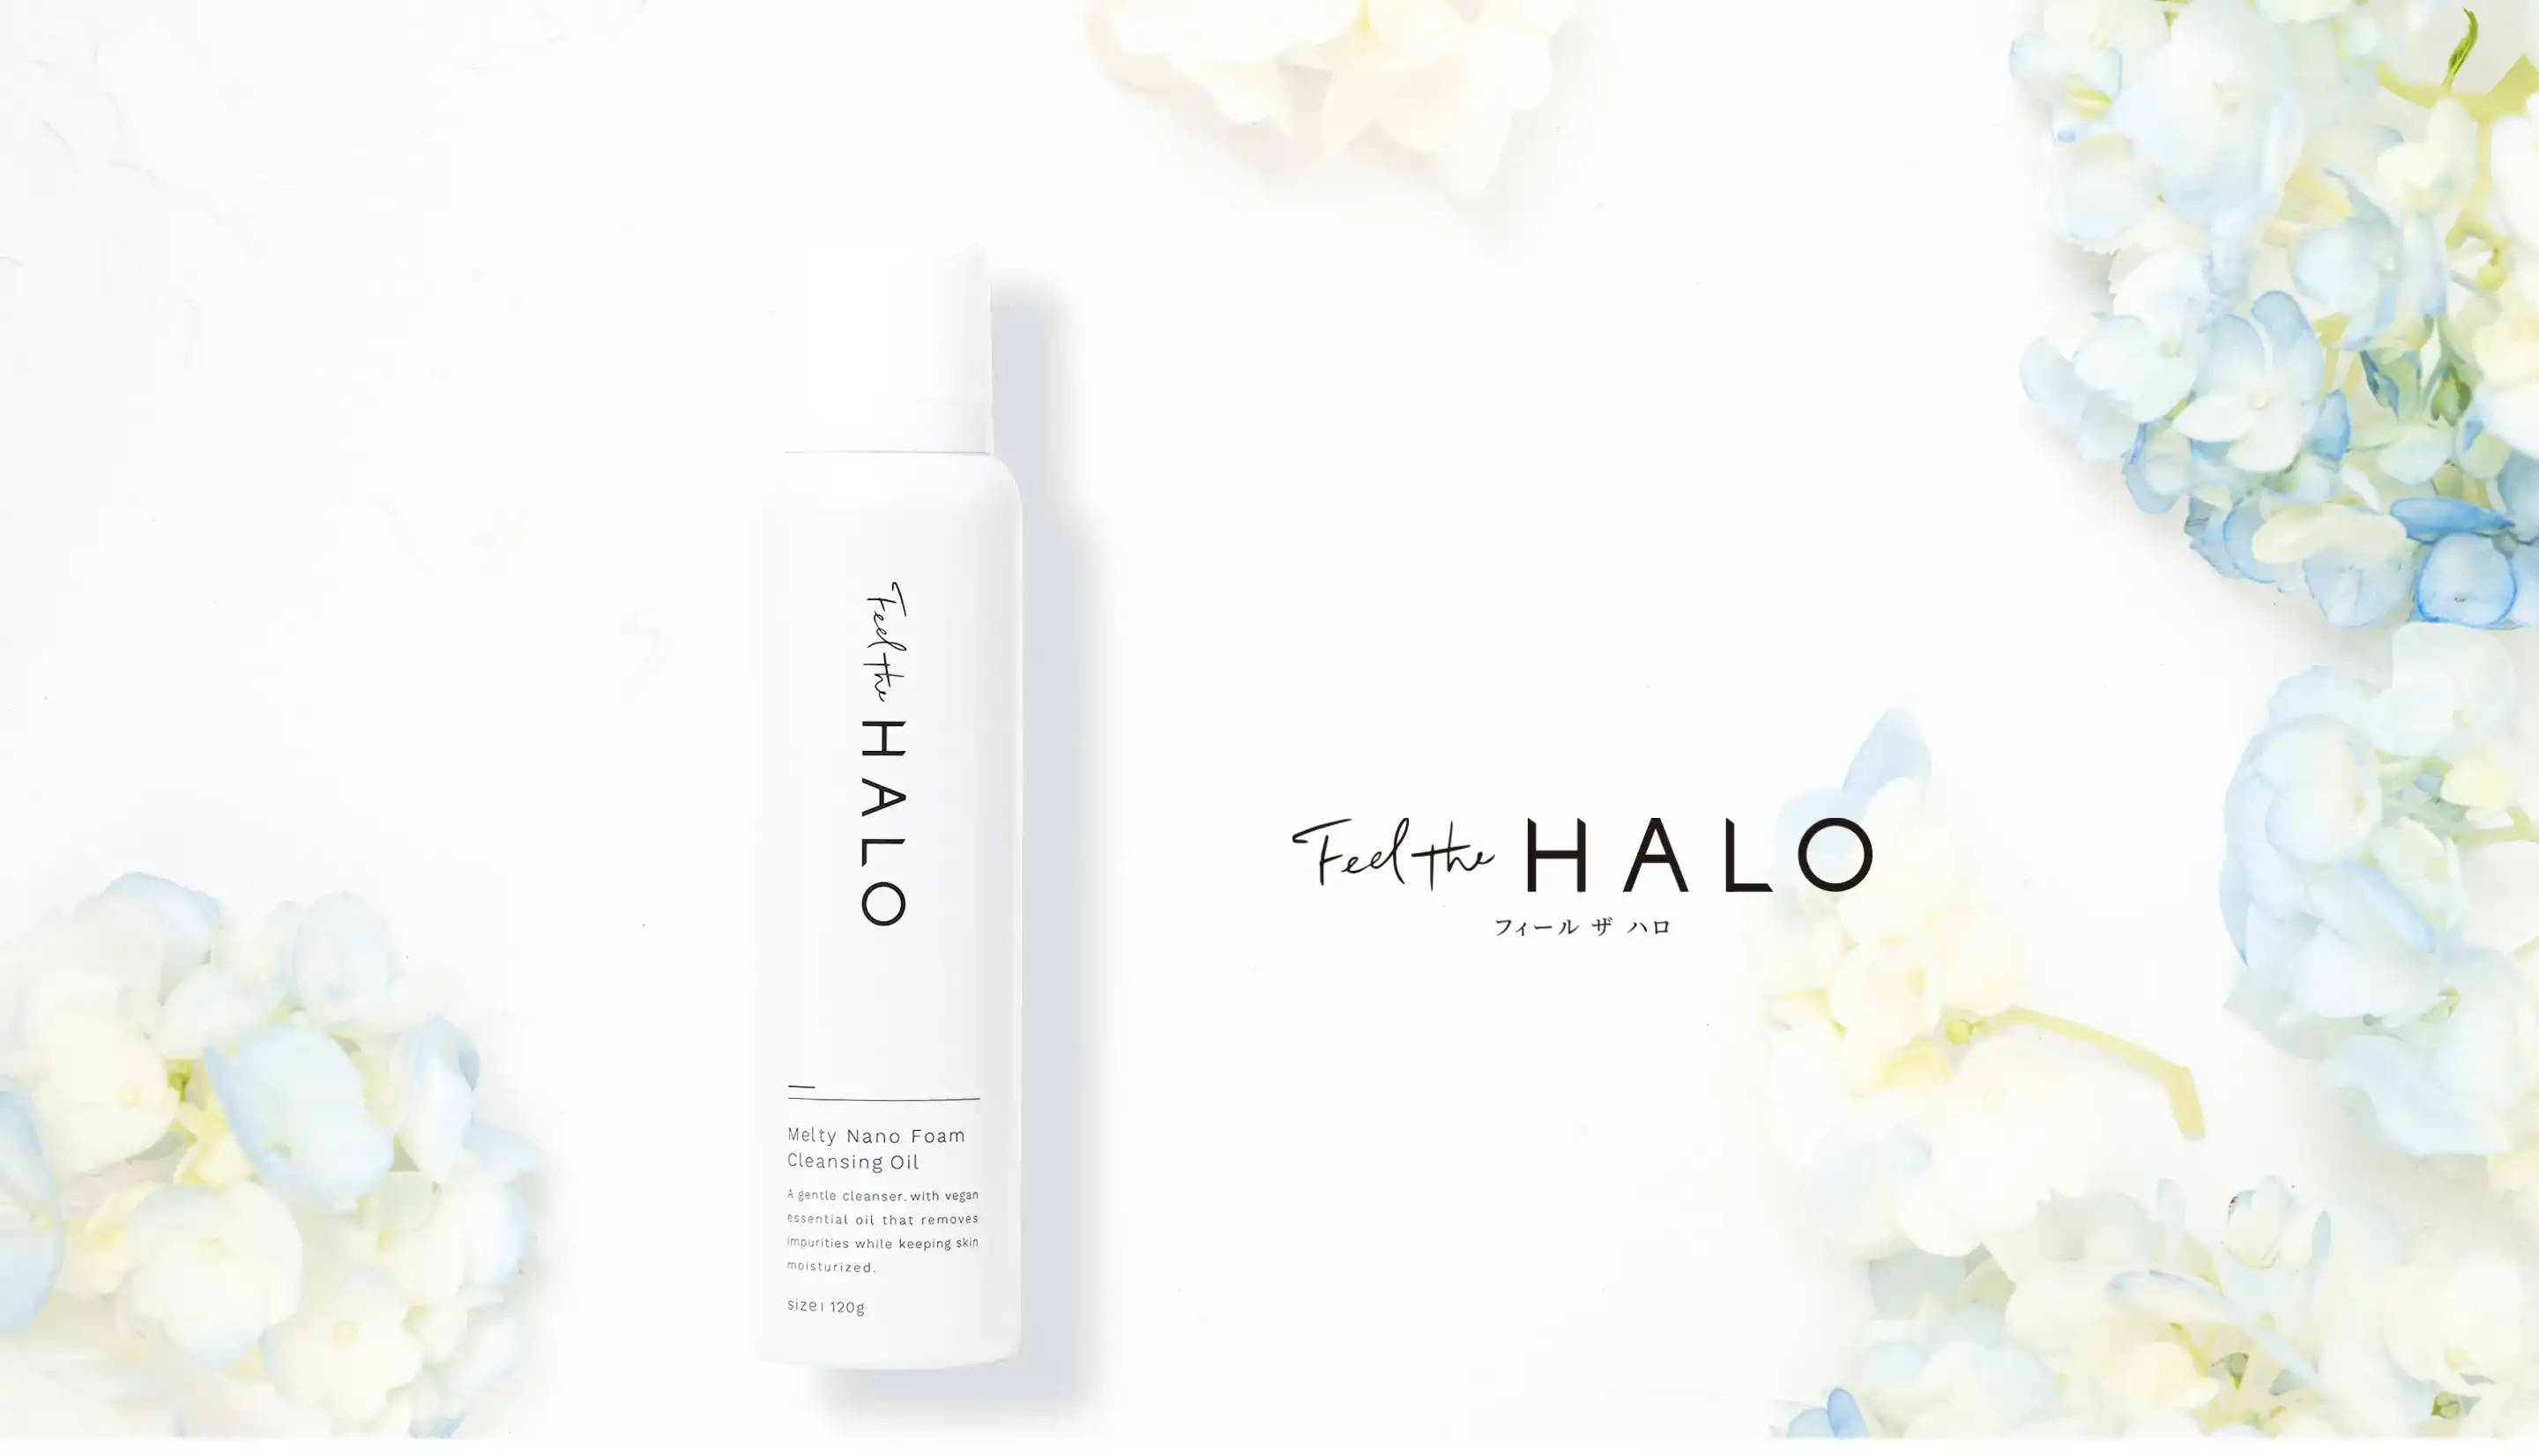 Feel the HALO
Melty Nano Foam
Cleansing Oil
A gentle cleanser. with vegan
essential oil that removes
impurities while keeping skin
moisturized.
size | 120g
Feel the HALO
フィール ザ ハロ